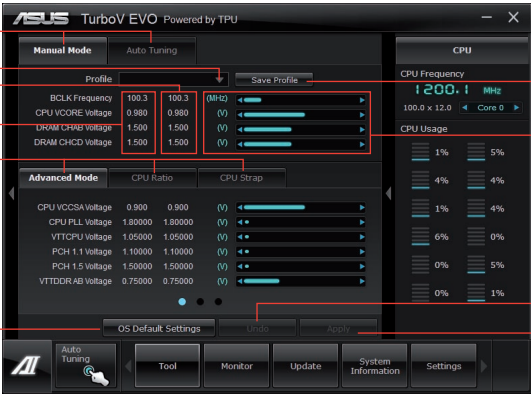 ASUS TurboV EVO Powered by TPU
Manual Mode Auto Tuning
Profile Save Profile
BCLK Frequency 100.3 100.3 (MHz)
CPU VCORE Voltage 0.980 0.980 (V)
DRAM CHAB Voltage 1.500 1.500 (V)
DRAM CHCD Voltage 1.500 1.500 (V)
Advanced Mode CPU Ratio CPU Strap
CPU VCCSA Voltage 0.900 0.900 (V)
CPU PLL Voltage 1.80000 1.80000 (V)
VTTCPU Voltage 1.05000 1.05000 (V)
PCH 1.1 Voltage 1.10000 1.10000 (V)
PCH 1.5 Voltage 1.50000 1.50000 (V)
VTTDDR AB Voltage 0.75000 0.75000 (V)
OS Default Settings Undo Apply
CPU
CPU Frequency
1200.1 MHz
100.0 x 12.0 Core 0
CPU Usage
1% 5%
4% 4%
1% 4%
6% 0%
0% 5%
0% 1%
AI Auto Tuning Tool Monitor Update System Information Settings